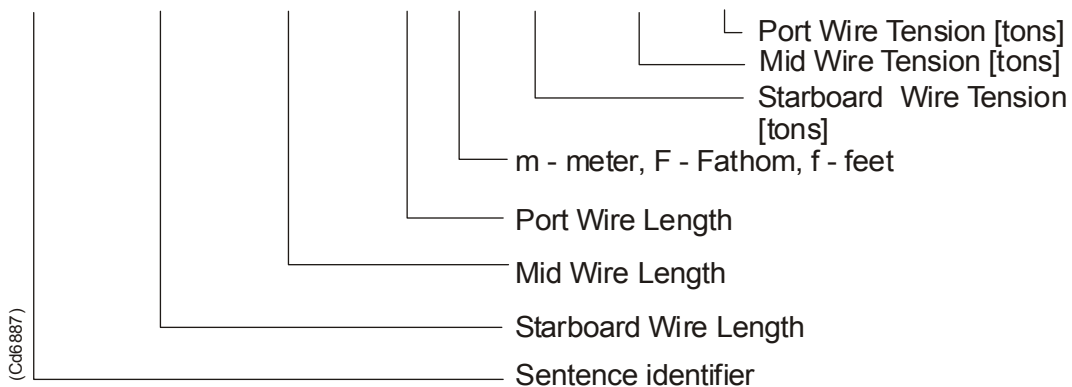 Port Wire Tension [tons]
Mid Wire Tension [tons]
Starboard Wire Tension
[tons]
m - meter, F - Fathom, f - feet
Port Wire Length
Mid Wire Length
Starboard Wire Length
Sentence identifier
(Cd6887)